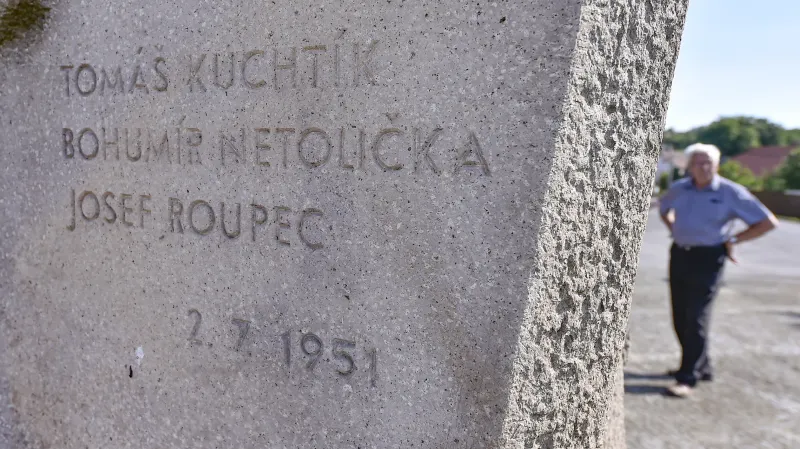 TOMÁŠ KUCHTÍK
BOHUMÍR NETOLIČKA
JOSEF ROUPEC
2. 7. 1951